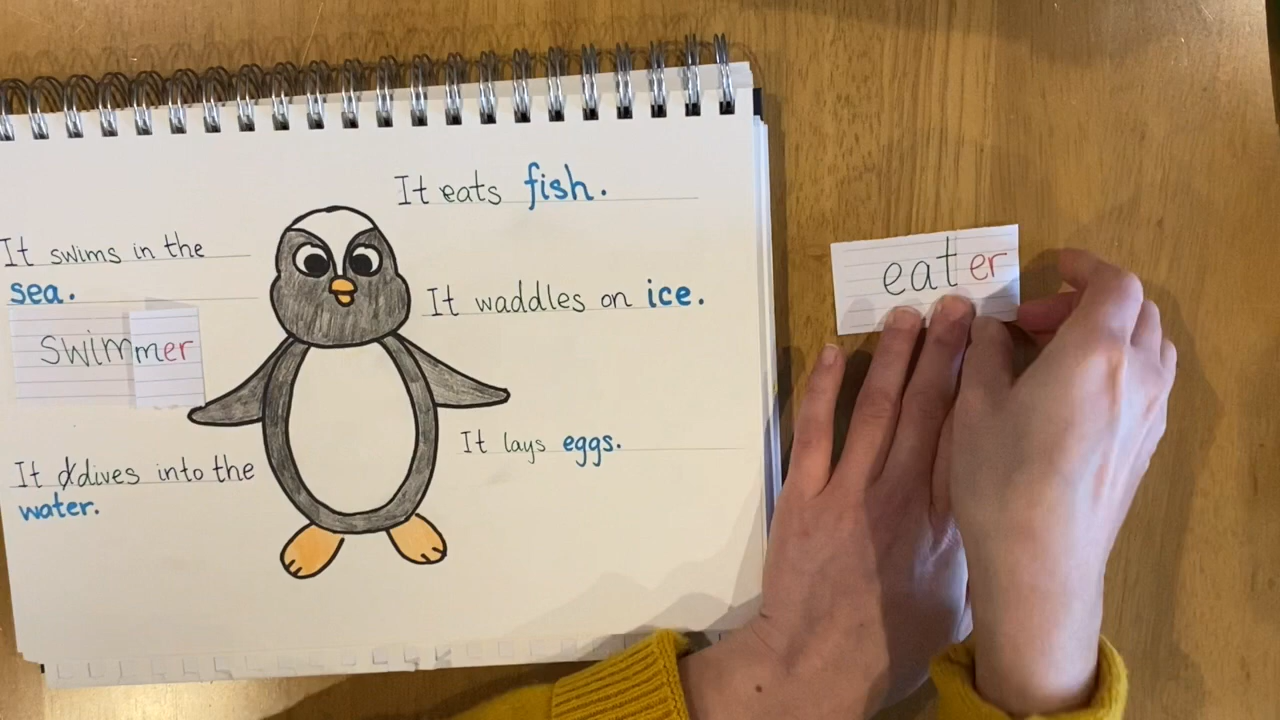 It eats fish.
It swims in the
sea.
swimmer
It waddles on ice.
It lays eggs.
It dives into the
water.
eater